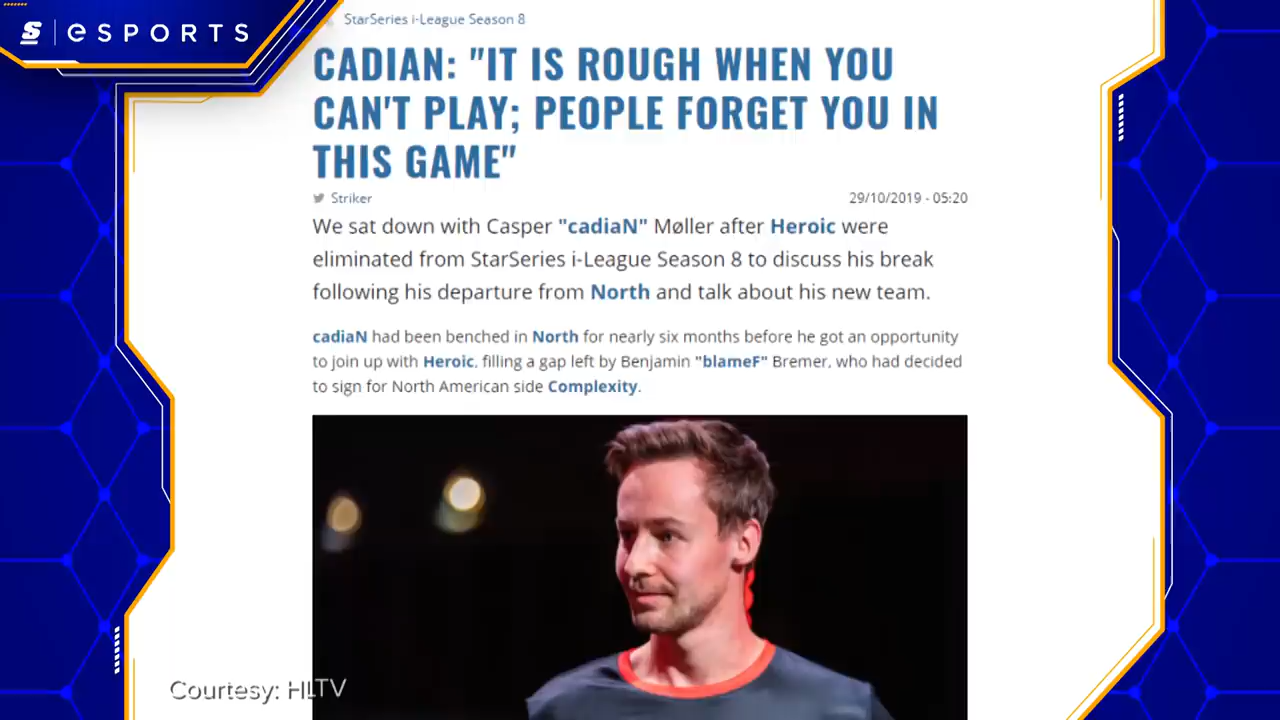 eSPORTS
StarSeries i-League Season 8
CADIAN: "IT IS ROUGH WHEN YOU
CAN'T PLAY; PEOPLE FORGET YOU IN
THIS GAME"
Striker
29/10/2019 - 05:20
We sat down with Casper "cadiaN" Møller after Heroic were
eliminated from StarSeries i-League Season 8 to discuss his break
following his departure from North and talk about his new team.
cadiaN had been benched in North for nearly six months before he got an opportunity
to join up with Heroic, filling a gap left by Benjamin "blameF" Bremer, who had decided
to sign for North American side Complexity.
Courtesy: HLTV